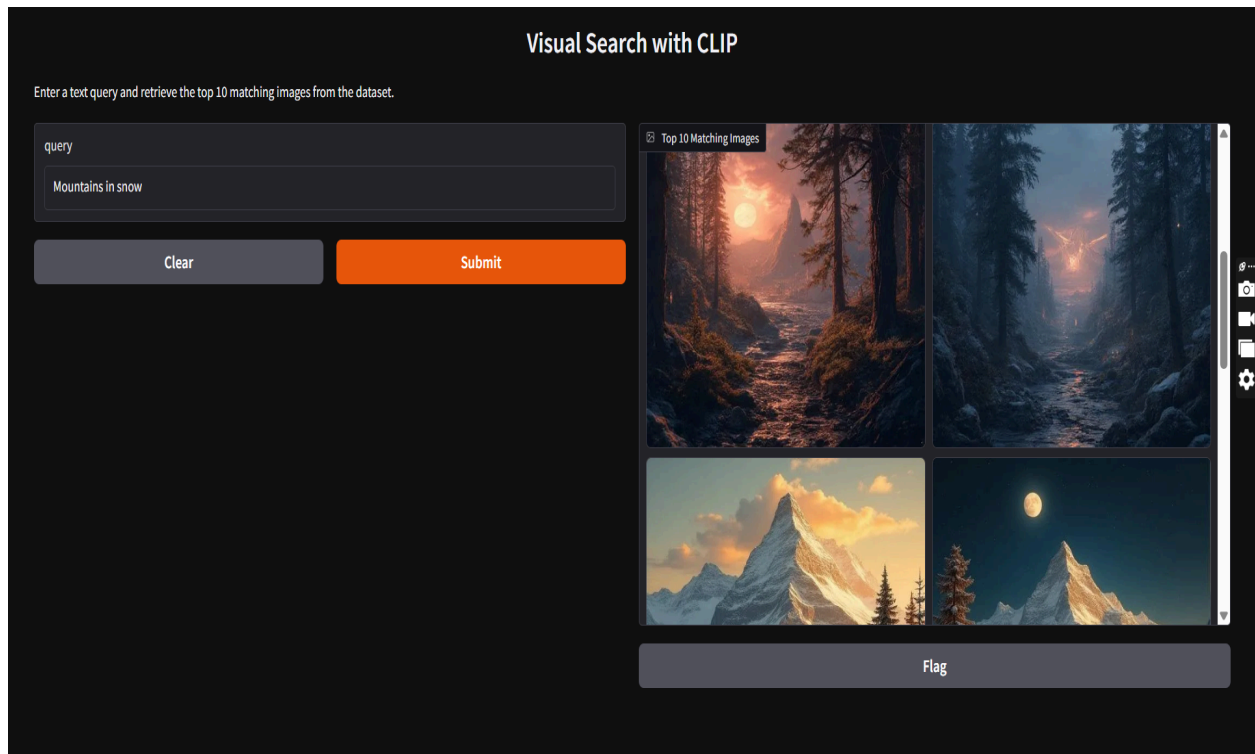 Visual Search with CLIP
Enter a text query and retrieve the top 10 matching images from the dataset.
query
Mountains in snow
Clear
Submit
Top 10 Matching Images
Flag